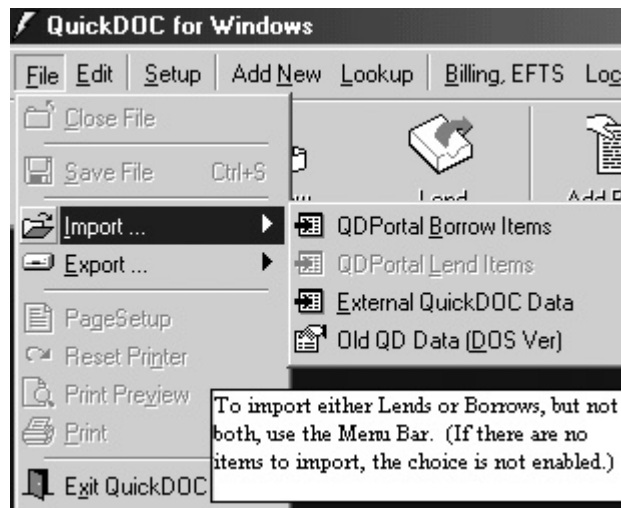 QuickDOC for Windows
File Edit Setup Add New Lookup Billing, EFTS
Close File
Save File Ctrl+S
Lend
Import ...
QDPortal Borrow Items
Export ...
QDPortal Lend Items
External QuickDOC Data
PageSetup
Old QD Data (DOS Ver)
Reset Printer
Print Preview
Print
To import either Lends or Borrows, but not
both, use the Menu Bar. (If there are no
items to import, the choice is not enabled.)
Exit QuickDOC